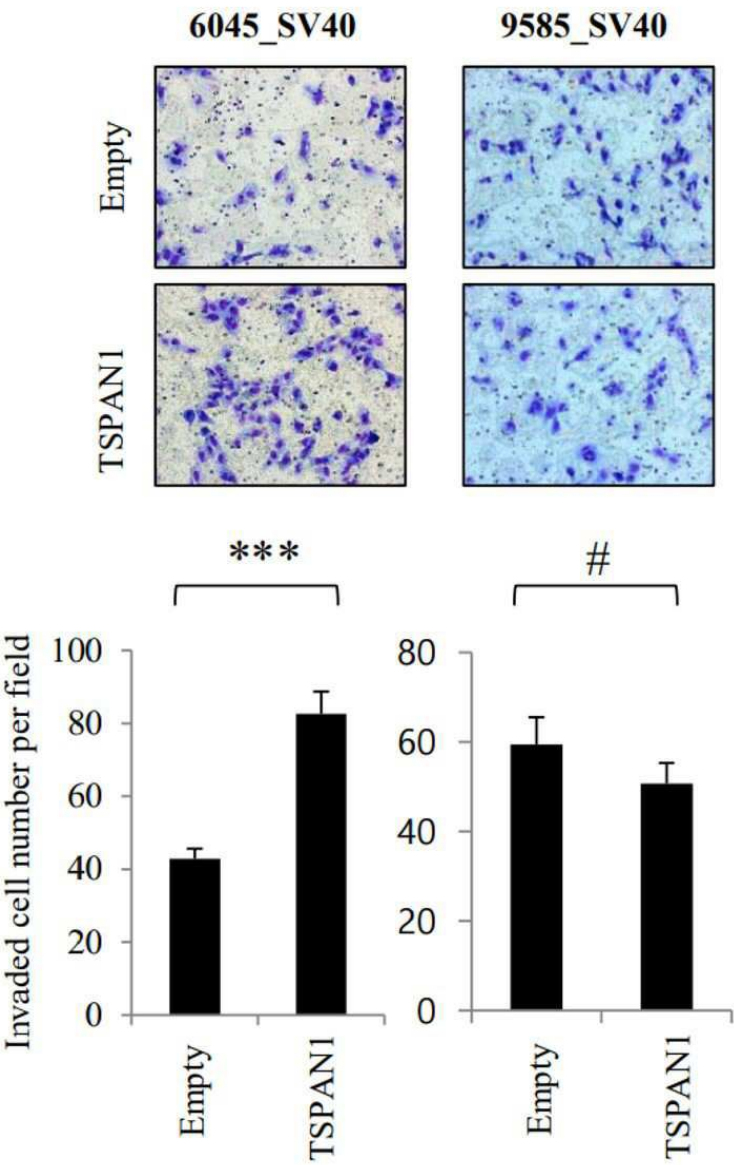 6045_SV40
9585_SV40
Empty
TSPAN1
***
#
Invaded cell number per field
100
80
60
40
20
0
80
60
40
20
0
Empty
TSPAN1
Empty
TSPAN1